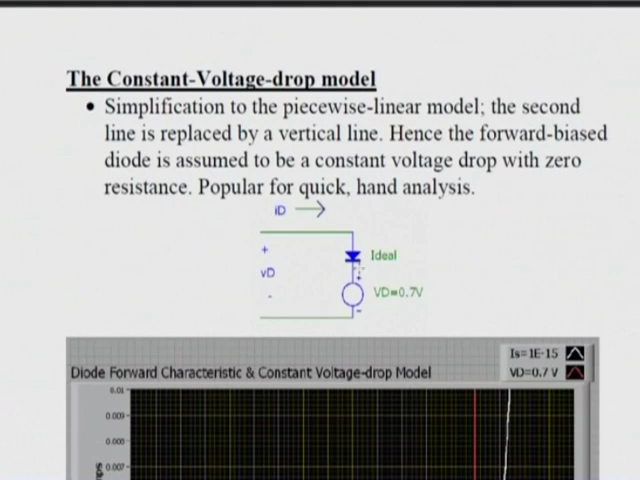 The Constant-Voltage-drop model
• Simplification to the piecewise-linear model; the second
line is replaced by a vertical line. Hence the forward-biased
diode is assumed to be a constant voltage drop with zero
resistance. Popular for quick, hand analysis.
iD
+
Ideal
vD
+
VD=0.7V
-
-
Is=1E-15
Diode Forward Characteristic & Constant Voltage-drop Model
VD=0.7 V
0.01
0.009
0.008
0.007